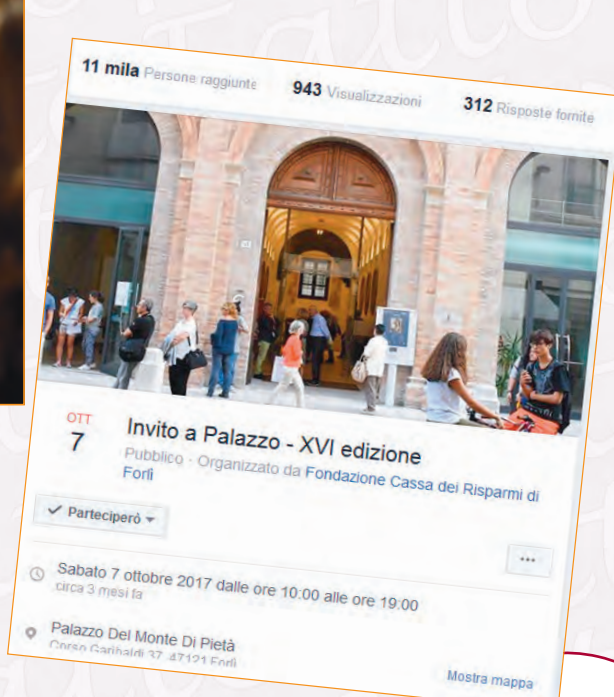 11 mila Persone raggiunte 943 Visualizzazioni 312 Risposte fornite
OTT
7
Invito a Palazzo - XVI edizione
Pubblico · Organizzato da Fondazione Cassa dei Risparmi di
Forlì
Parteciperò
Sabato 7 ottobre 2017 dalle ore 10:00 alle ore 19:00
circa 3 mesi fa
Palazzo Del Monte Di Pietà
Corso Garibaldi 37, 47121 Forlì
Mostra mappa